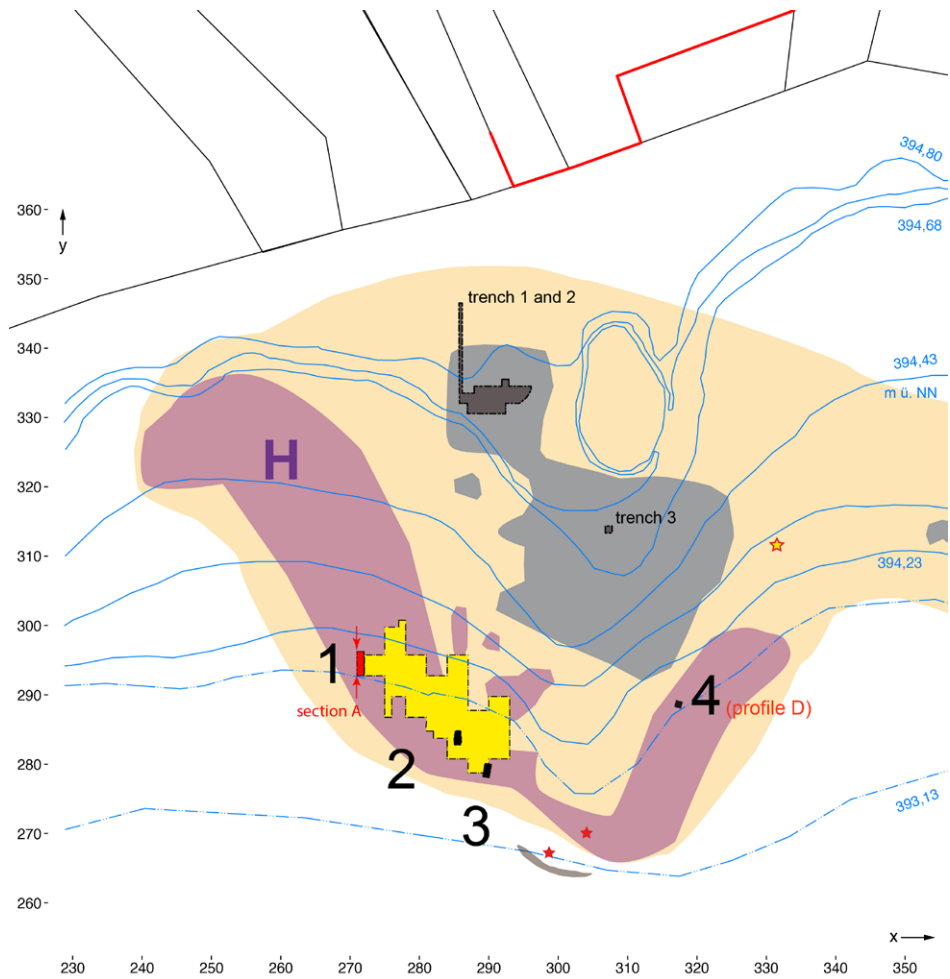 394,80
394,68
360
y
350
trench 1 and 2
340
394,43
m ü. NN
330
H
320
trench 3
310
394,23
300
1
290
4 (profile D)
section A
280
2
393,13
3
270
260
x
250
230 240 250 260 270 280 290 300 310 320 330 340 350